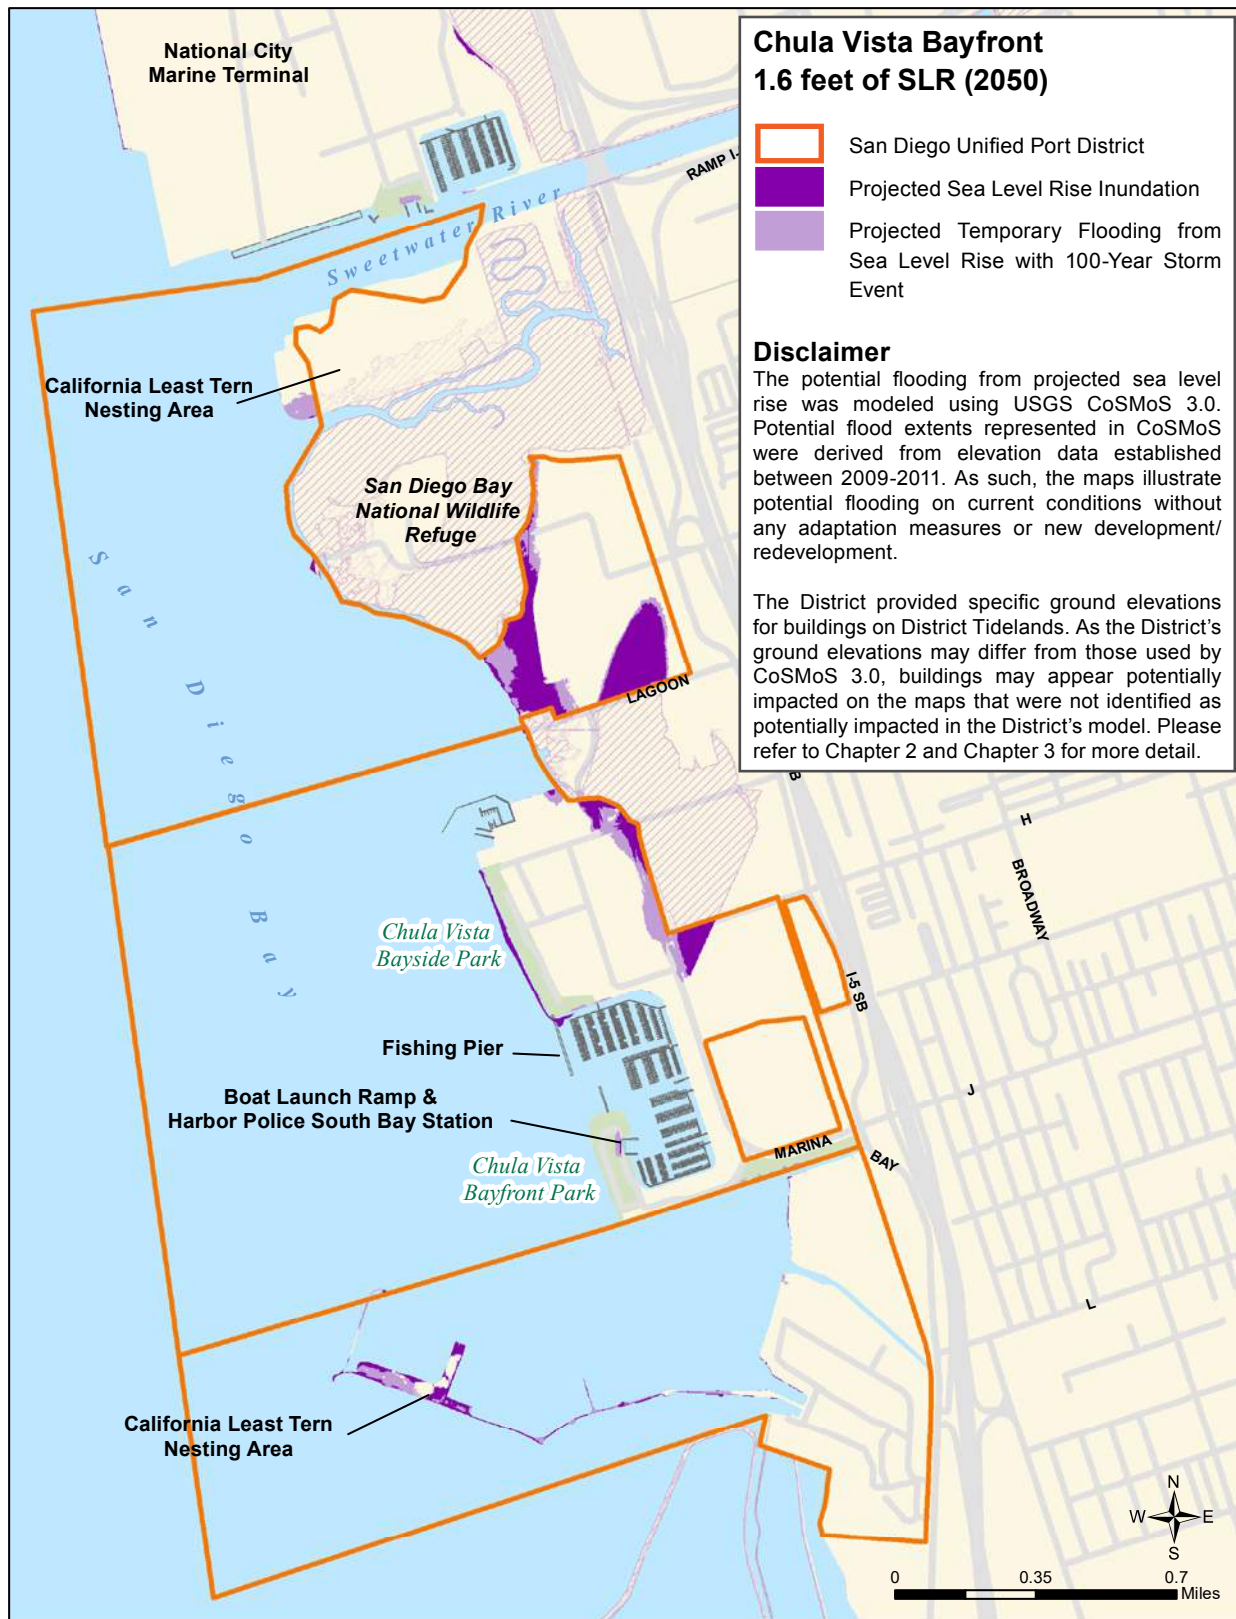 National City
Marine Terminal
Chula Vista Bayfront
1.6 feet of SLR (2050)
San Diego Unified Port District
Projected Sea Level Rise Inundation
Projected Temporary Flooding from
Sea Level Rise with 100-Year Storm
Event
Disclaimer
The potential flooding from projected sea level
rise was modeled using USGS CoSMoS 3.0.
Potential flood extents represented in CoSMoS
were derived from elevation data established
between 2009-2011. As such, the maps illustrate
potential flooding on current conditions without
any adaptation measures or new development/
redevelopment.
The District provided specific ground elevations
for buildings on District Tidelands. As the District’s
ground elevations may differ from those used by
CoSMoS 3.0, buildings may appear potentially
impacted on the maps that were not identified as
potentially impacted in the District’s model. Please
refer to Chapter 2 and Chapter 3 for more detail.
RAMP I-
Sweetwater River
California Least Tern
Nesting Area
San Diego Bay
National Wildlife
Refuge
San Diego Bay
LAGOON
B
H
BROADWAY
Chula Vista
Bayside Park
I-5 SB
Fishing Pier
J
Boat Launch Ramp &
Harbor Police South Bay Station
MARINA
BAY
Chula Vista
Bayfront Park
L
California Least Tern
Nesting Area
N
W E
S
0 0.35 0.7
Miles